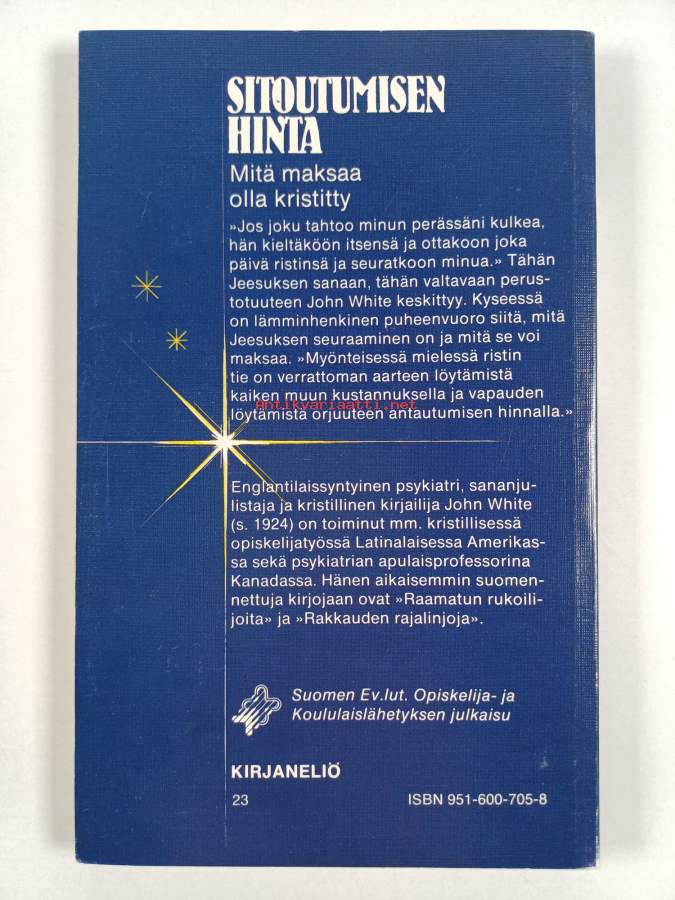 SITOUTUMISEN
HINTA
Mitä maksaa
olla kristitty
»Jos joku tahtoo minun perässäni kulkea,
hän kieltäköön itsensä ja ottakoon joka
päivä ristinsä ja seuratkoon minua.» Tähän
Jeesuksen sanaan, tähän valtavaan perus-
totuuteen John White keskittyy. Kyseessä
on lämminhenkinen puheenvuoro siitä, mitä
Jeesuksen seuraaminen on ja mitä se voi
maksaa. »Myönteisessä mielessä ristin
tie on verrattoman aarteen löytämistä
kaiken muun kustannuksella ja vapauden
Antikvariaatti.net
löytämistä orjuuteen antautumisen hinnalla.»
Englantilaissyntyinen psykiatri, sananju-
listaja ja kristillinen kirjailija John White
(s. 1924) on toiminut mm. kristillisessä
opiskelijatyössä Latinalaisessa Amerikas-
sa sekä psykiatrian apulaisprofessorina
Kanadassa. Hänen aikaisemmin suomen-
nettuja kirjojaan ovat »Raamatun rukoili-
joita» ja »Rakkauden rajalinjoja».
Suomen Ev.lut. Opiskelija- ja
Koululaislähetyksen julkaisu
KIRJANELIÖ
23 ISBN 951-600-705-8